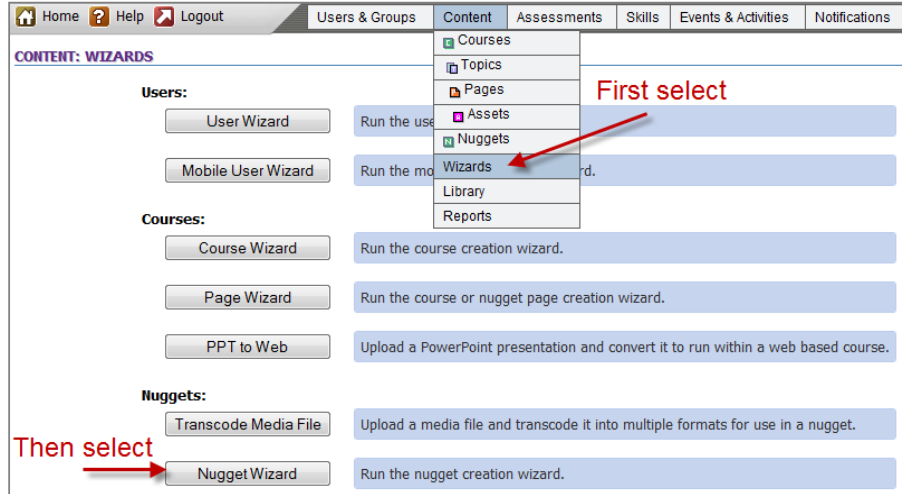 Home Help Logout Users & Groups Content Assessments Skills Events & Activities Notifications
Courses
Topics
Pages
Assets
Nuggets
Wizards
Library
Reports
First select
CONTENT: WIZARDS
Users:
User Wizard Run the use
Mobile User Wizard Run the mo rd.
Courses:
Course Wizard Run the course creation wizard.
Page Wizard Run the course or nugget page creation wizard.
PPT to Web Upload a PowerPoint presentation and convert it to run within a web based course.
Nuggets:
Transcode Media File Upload a media file and transcode it into multiple formats for use in a nugget.
Then select
Nugget Wizard Run the nugget creation wizard.